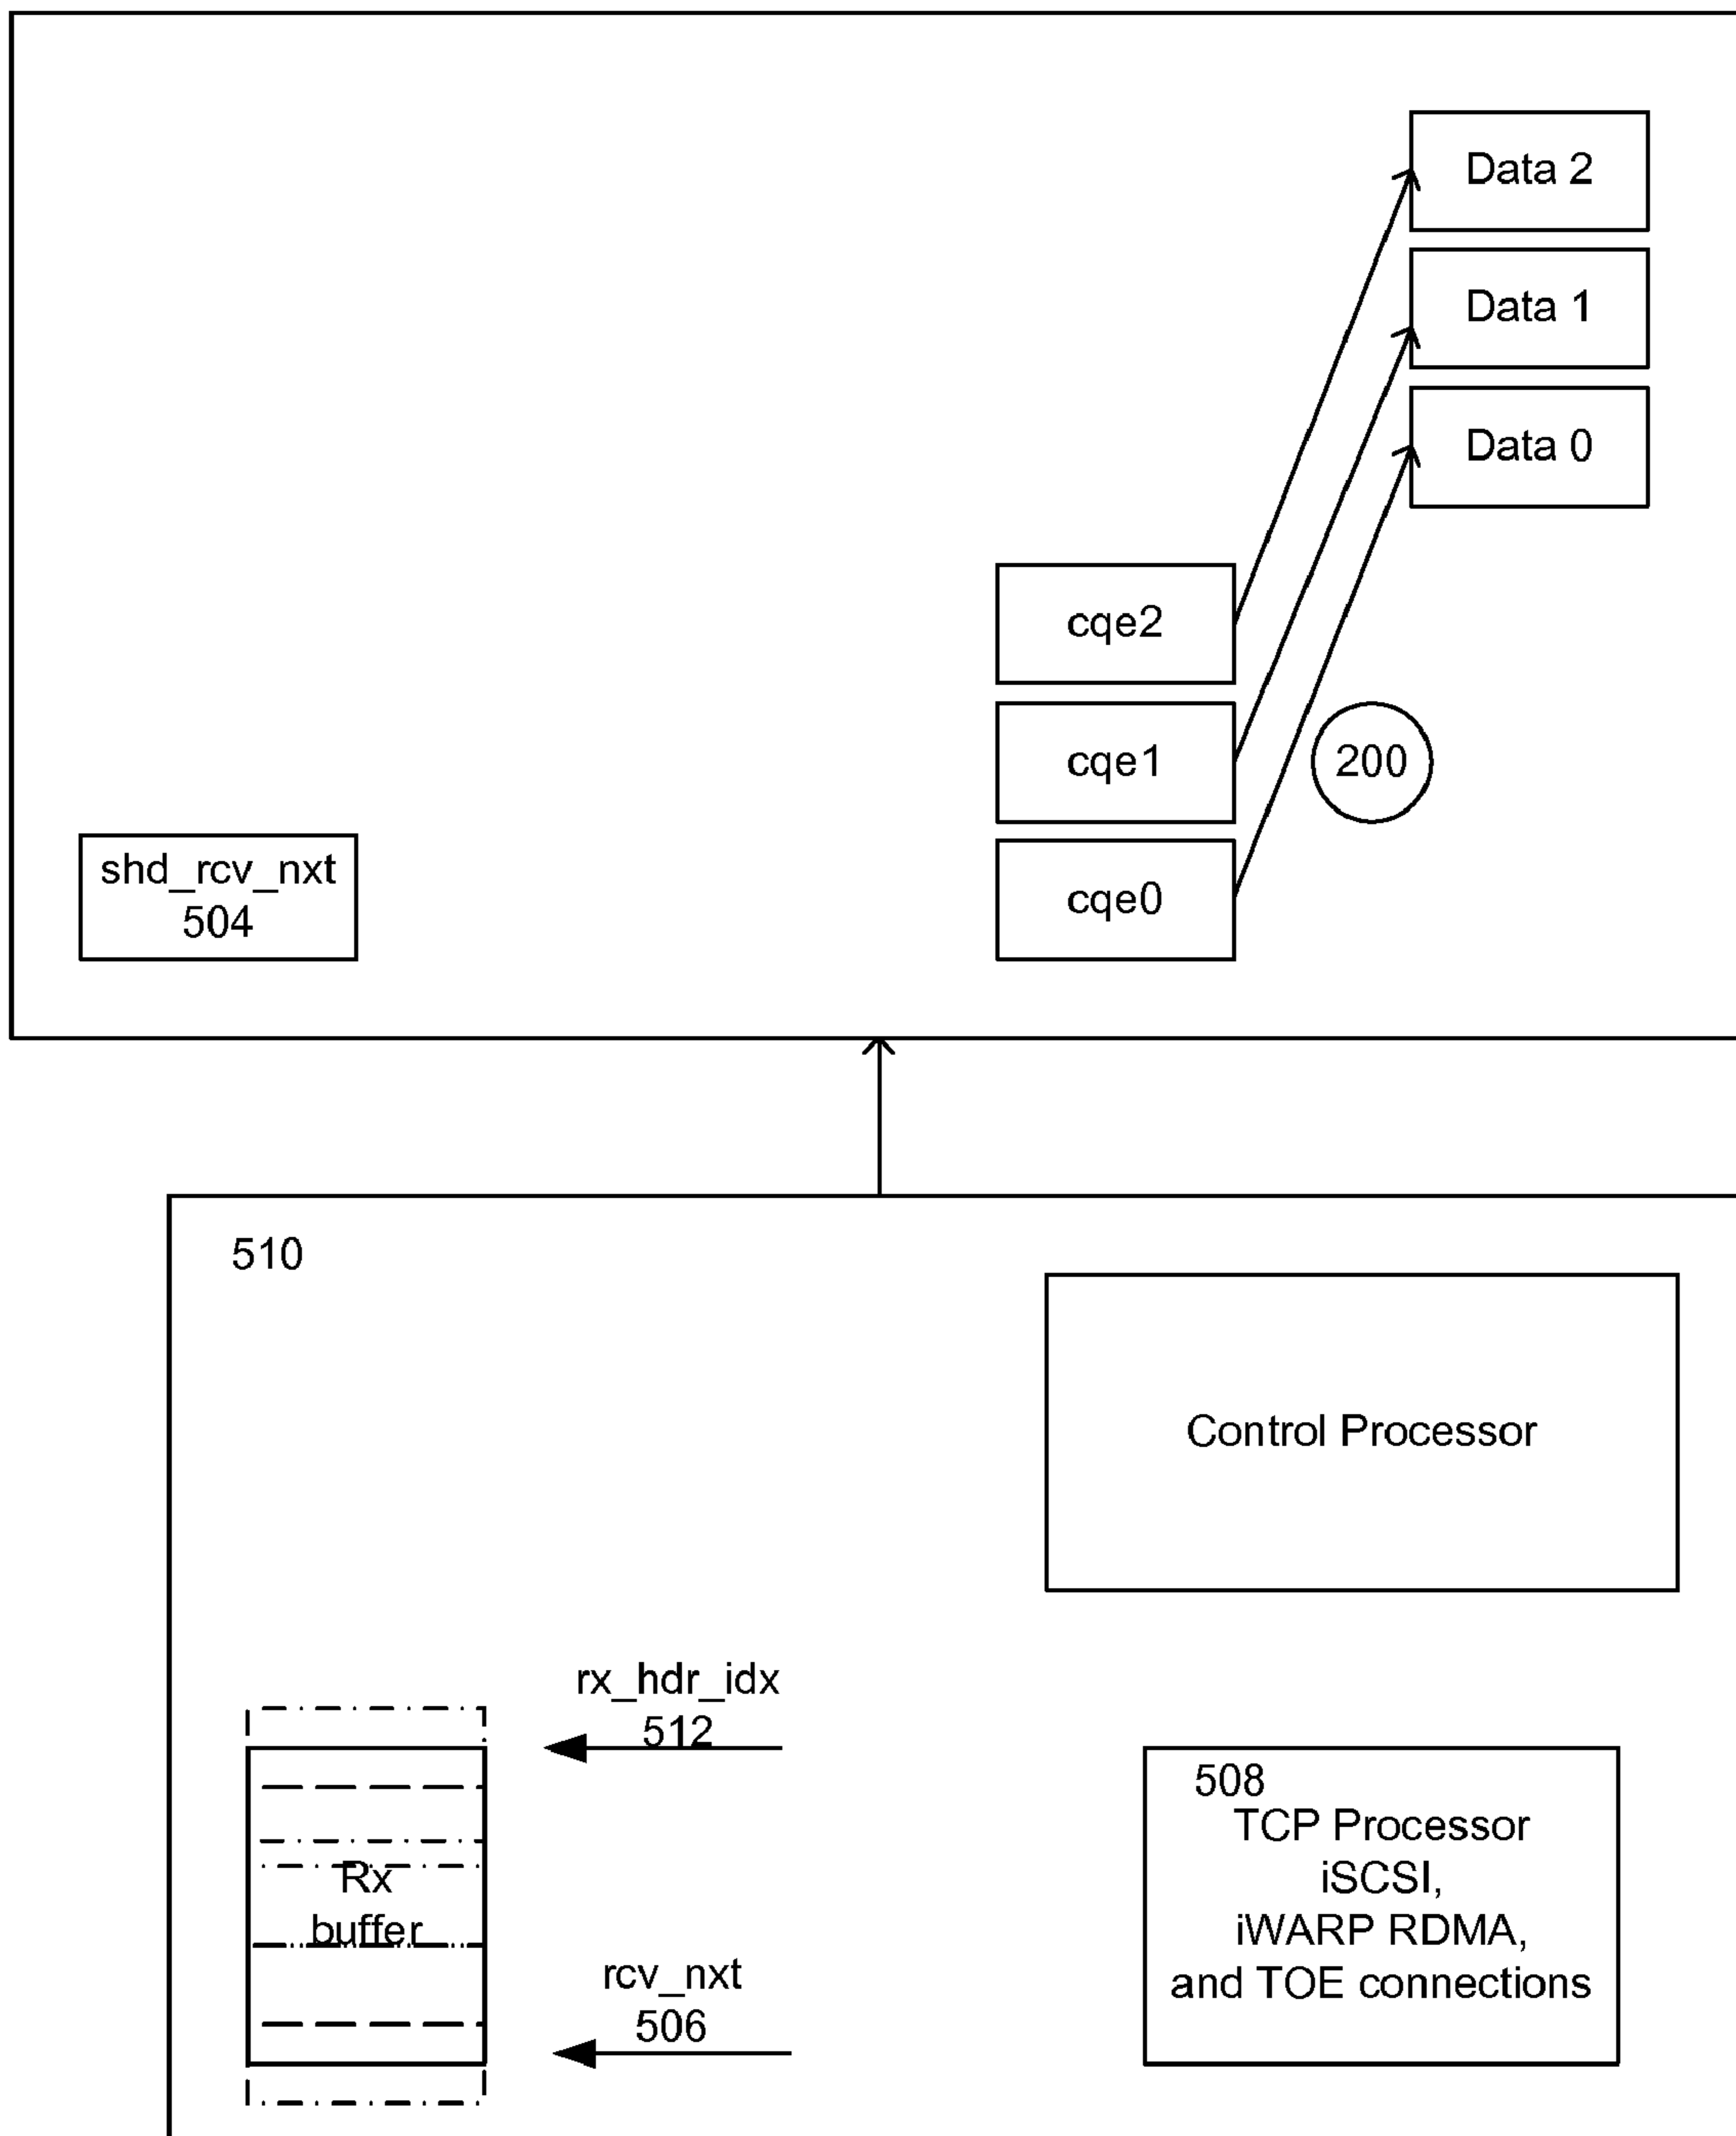 Data 2
Data 1
Data 0
cqe2
cqe1
200
cqe0
shd_rcv_nxt
504
510
Control Processor
rx_hdr_idx
512
508
TCP Processor
iSCSI,
iWARP RDMA,
and TOE connections
Rx
buffer
rcv_nxt
506